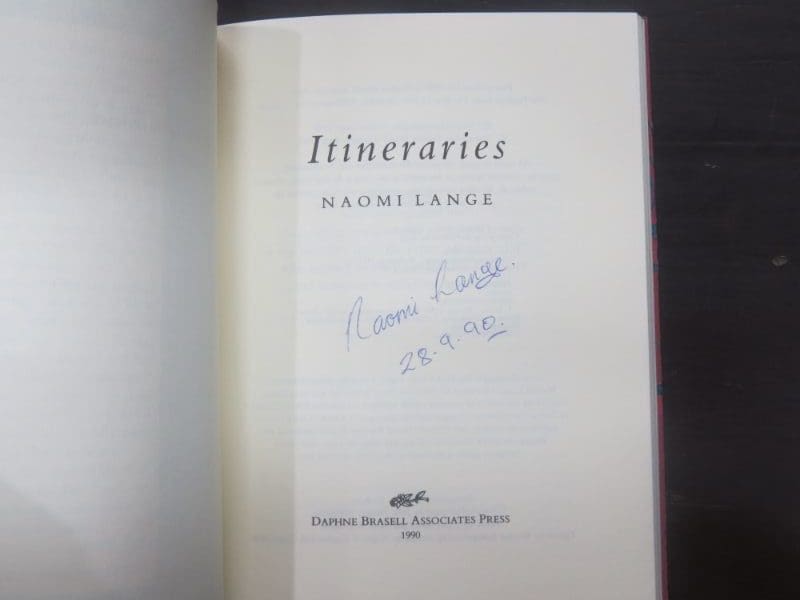 Itineraries
NAOMI LANGE
Naomi Lange.
28.9.90.
DAPHNE BRASELL ASSOCIATES PRESS
1990